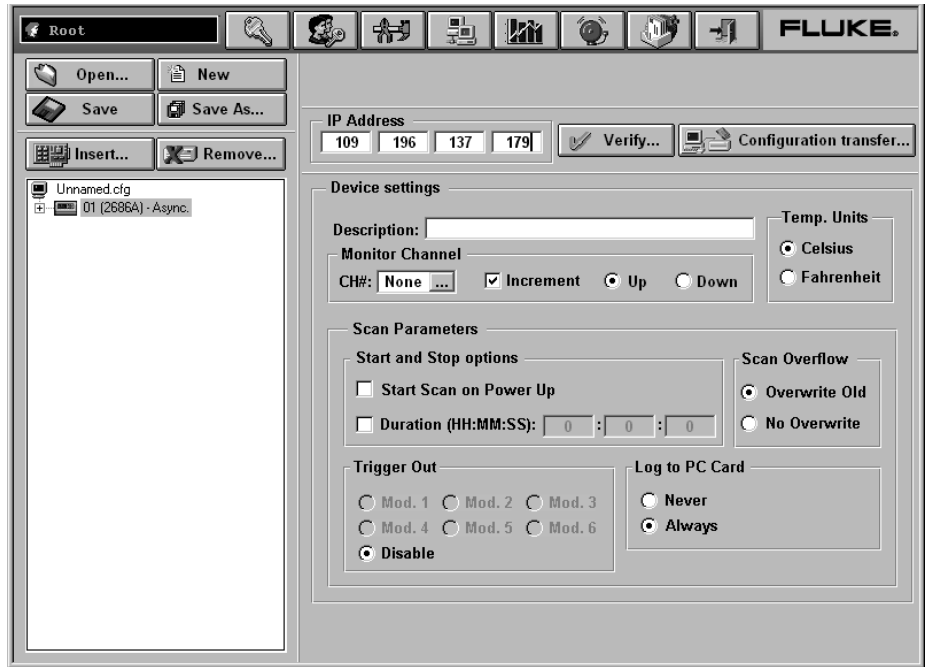 Root
FLUKE®
Open...
New
Save
Save As...
Insert...
Remove...
Unnamed.cfg
01 (2686A) - Async.
IP Address
109 196 137 179
Verify...
Configuration transfer...
Device settings
Description:
Temp. Units
Celsius
Fahrenheit
Monitor Channel
CH#: None ... Increment Up Down
Scan Parameters
Start and Stop options
Start Scan on Power Up
Duration (HH:MM:SS): 0 : 0 : 0
Scan Overflow
Overwrite Old
No Overwrite
Trigger Out
Mod. 1 Mod. 2 Mod. 3
Mod. 4 Mod. 5 Mod. 6
Disable
Log to PC Card
Never
Always